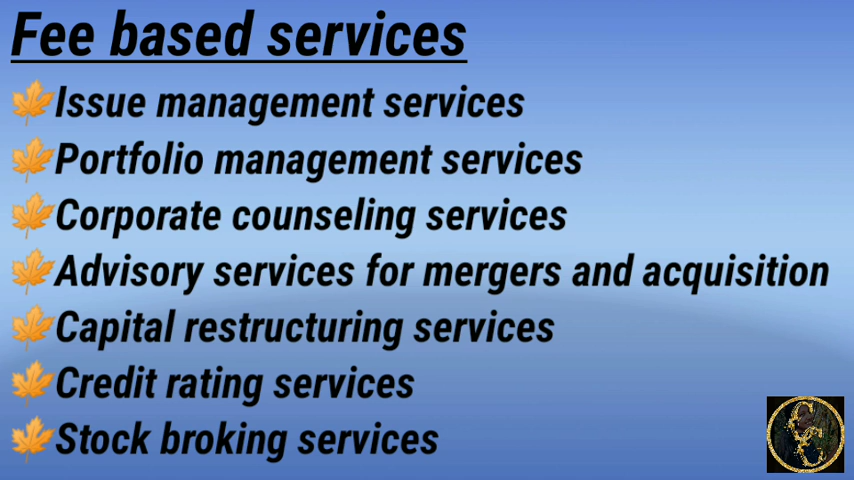 Fee based services
Issue management services
Portfolio management services
Corporate counseling services
Advisory services for mergers and acquisition
Capital restructuring services
Credit rating services
Stock broking services